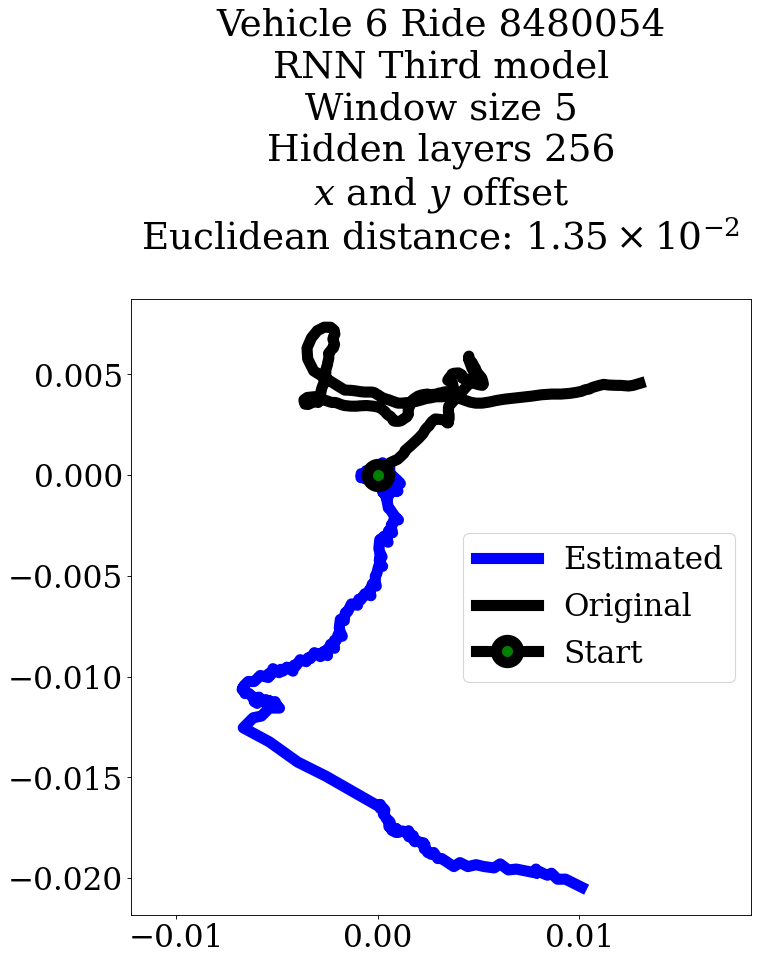 Vehicle 6 Ride 8480054
RNN Third model
Window size 5
Hidden layers 256
x and y offset
Euclidean distance: 1.35 × 10⁻²
0.005
0.000
−0.005
−0.010
−0.015
−0.020
Estimated
Original
Start
−0.01
0.00
0.01